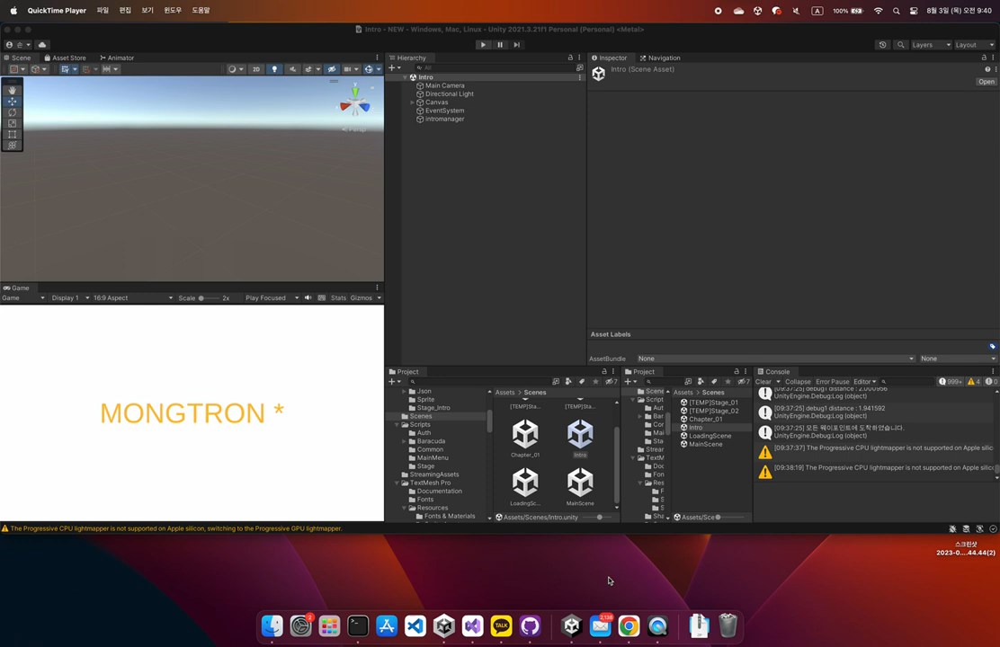 QuickTime Player 파일 편집 보기 윈도우 도움말
100% A 8월 3일 (목) 오전 9:40
Intro - NEW - Windows, Mac, Linux - Unity 2021.3.21f1 Personal (Personal) <Metal>
손
Layers Layout
Scene Asset Store Animator
2D
Persp
Hierarchy
All
Intro
Main Camera
Directional Light
Canvas
EventSystem
intromanager
Inspector Navigation
Intro (Scene Asset)
Open
Asset Labels
AssetBundle None None
Game
Game Display 1 16:9 Aspect Scale 2x Play Focused Stats Gizmos
MONGTRON *
Project
7
Json
Sprite
Stage_Intro
Scenes
Scripts
Auth
Baracuda
Common
MainMenu
Stage
StreamingAssets
TextMesh Pro
Documentation
Fonts
Resources
Fonts & Materials
Assets > Scenes
[TEMP]Sta...
[TEMP]Sta...
Chapter_01
Intro
LoadingSc...
MainScene
Assets/Scenes/Intro.unity
Project
7
Scene
Script
Aut
Bar
Cor
Mai
Sta
Strear
TextM
Doc
Fon
Res
F
S
S
Sha
Assets > Scenes
[TEMP]Stage_01
[TEMP]Stage_02
Chapter_01
Intro
LoadingScene
MainScene
Assets/Sce
Console
Clear Collapse Error Pause Editor 999+ 4 0
[09:37:25] debug1 distance : 2.000956
UnityEngine.Debug:Log (object)
[09:37:25] debug1 distance : 1.941592
UnityEngine.Debug:Log (object)
[09:37:25] 모든 웨이포인트에 도착하였습니다.
UnityEngine.Debug:Log (object)
[09:37:37] The Progressive CPU lightmapper is not supported on Apple silic
[09:38:19] The Progressive CPU lightmapper is not supported on Apple silic
The Progressive CPU lightmapper is not supported on Apple silicon, switching to the Progressive GPU lightmapper.
스크린샷
2023-0....44.44(2)
2
TALK
2,138
ZIP